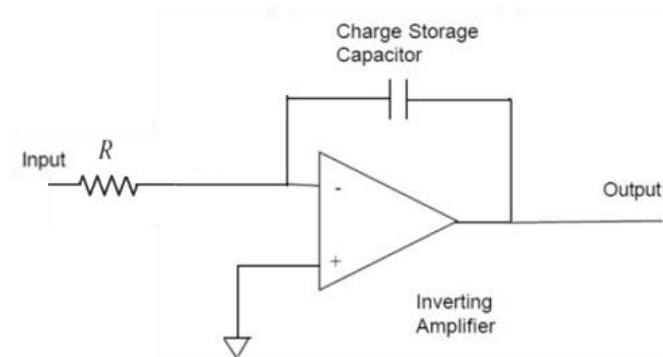 Charge Storage
Capacitor
Input
R
Output
-
+
Inverting
Amplifier